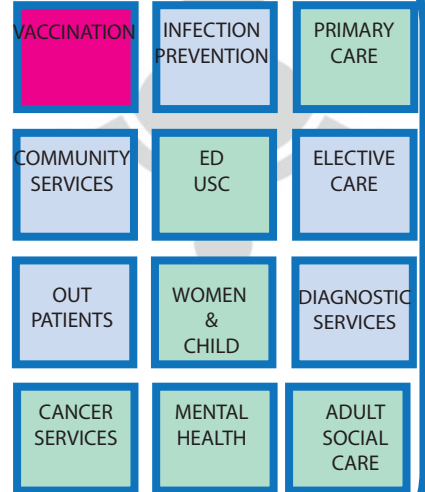 VACCINATION
INFECTION
PREVENTION
PRIMARY
CARE
COMMUNITY
SERVICES
ED
USC
ELECTIVE
CARE
OUT
PATIENTS
WOMEN
&
CHILD
DIAGNOSTIC
SERVICES
CANCER
SERVICES
MENTAL
HEALTH
ADULT
SOCIAL
CARE